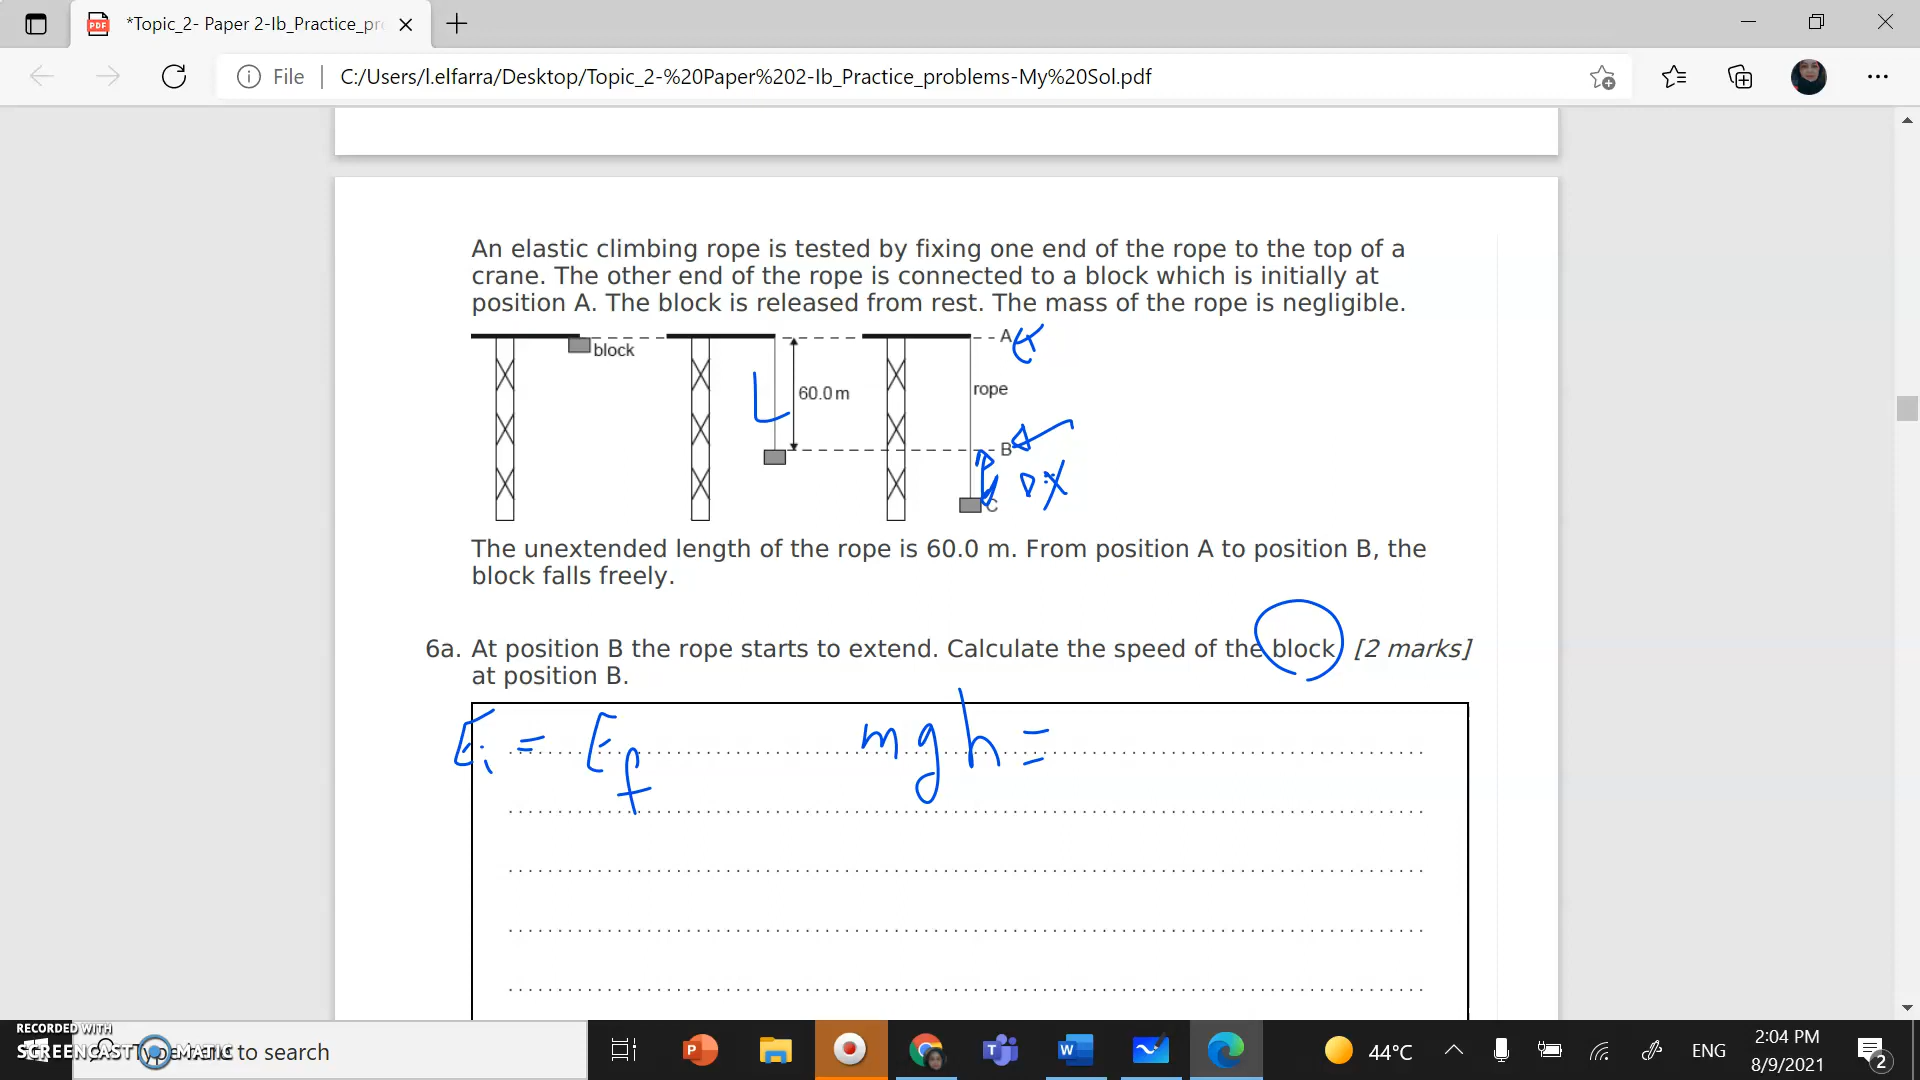 *Topic_2- Paper 2-Ib_Practice_pr
File
C:/Users/l.elfarra/Desktop/Topic_2-%20Paper%202-Ib_Practice_problems-My%20Sol.pdf
An elastic climbing rope is tested by fixing one end of the rope to the top of a
crane. The other end of the rope is connected to a block which is initially at
position A. The block is released from rest. The mass of the rope is negligible.
A
block
60.0 m
rope
B
Δx
C
The unextended length of the rope is 60.0 m. From position A to position B, the
block falls freely.
6a. At position B the rope starts to extend. Calculate the speed of the block [2 marks]
at position B.
Ei = Ef mgh =
RECORDED WITH
SCREENCAST MATIC
to search
44°C
ENG
2:04 PM
8/9/2021
2